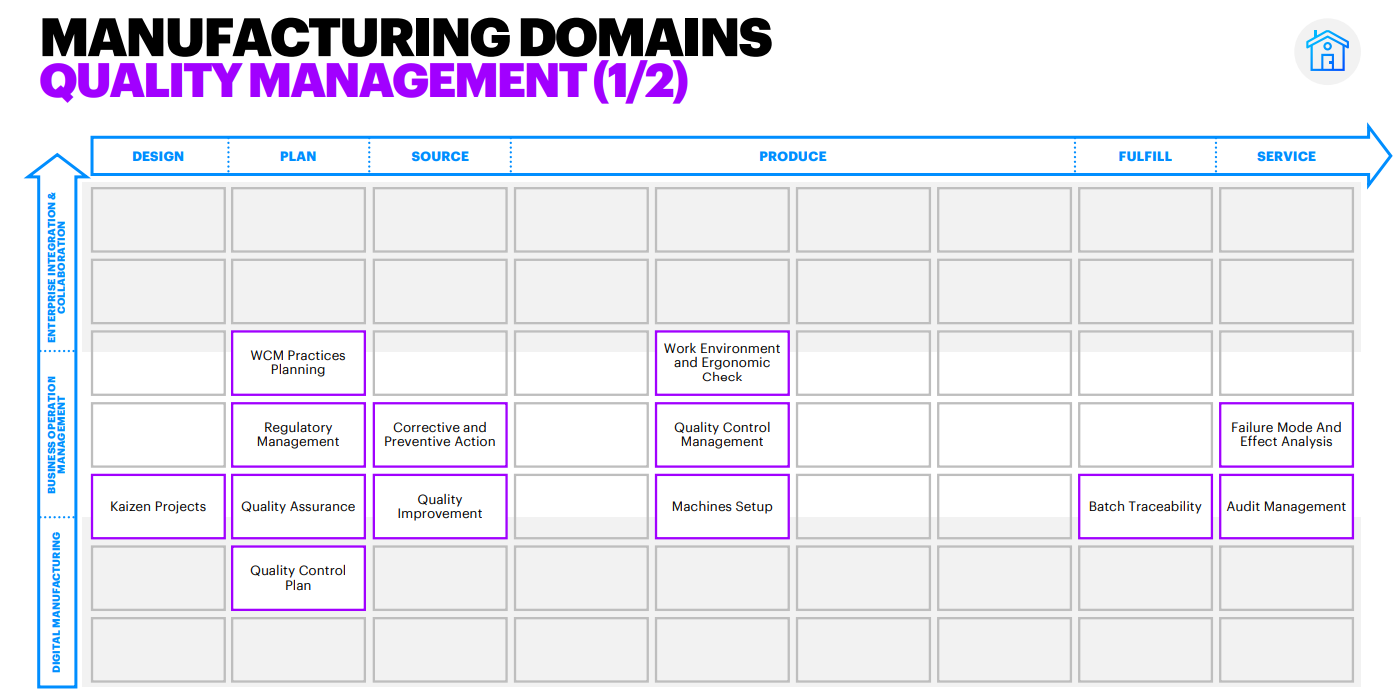 MANUFACTURING DOMAINS
QUALITY MANAGEMENT (1/2)
DESIGN
PLAN
SOURCE
PRODUCE
FULFILL
SERVICE
ENTERPRISE INTEGRATION &
COLLABORATION
WCM Practices
Planning
Work Environment
and Ergonomic
Check
BUSINESS OPERATION
MANAGEMENT
Regulatory
Management
Corrective and
Preventive Action
Quality Control
Management
Failure Mode And
Effect Analysis
Kaizen Projects
Quality Assurance
Quality
Improvement
Machines Setup
Batch Traceability
Audit Management
DIGITAL MANUFACTURING
Quality Control
Plan